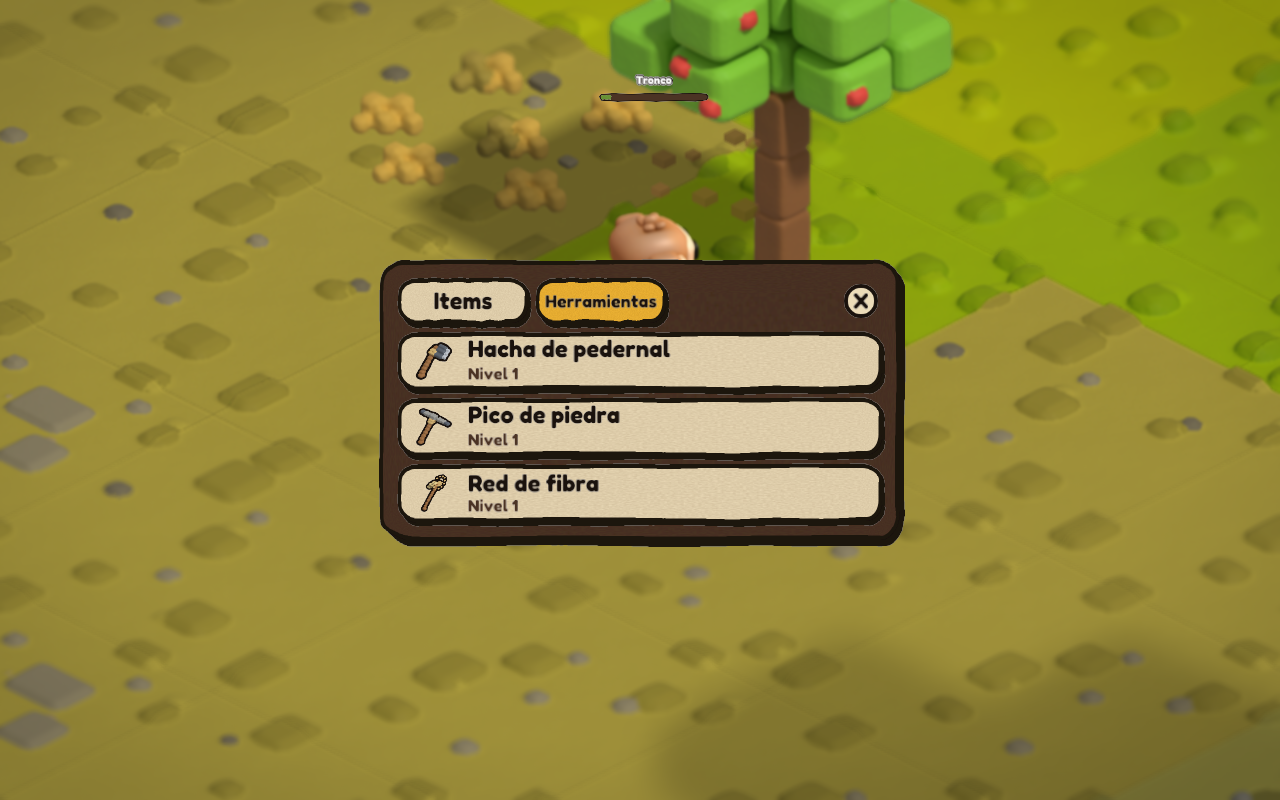 Tronco
Items
Herramientas
Hacha de pedernal
Nivel 1
Pico de piedra
Nivel 1
Red de fibra
Nivel 1